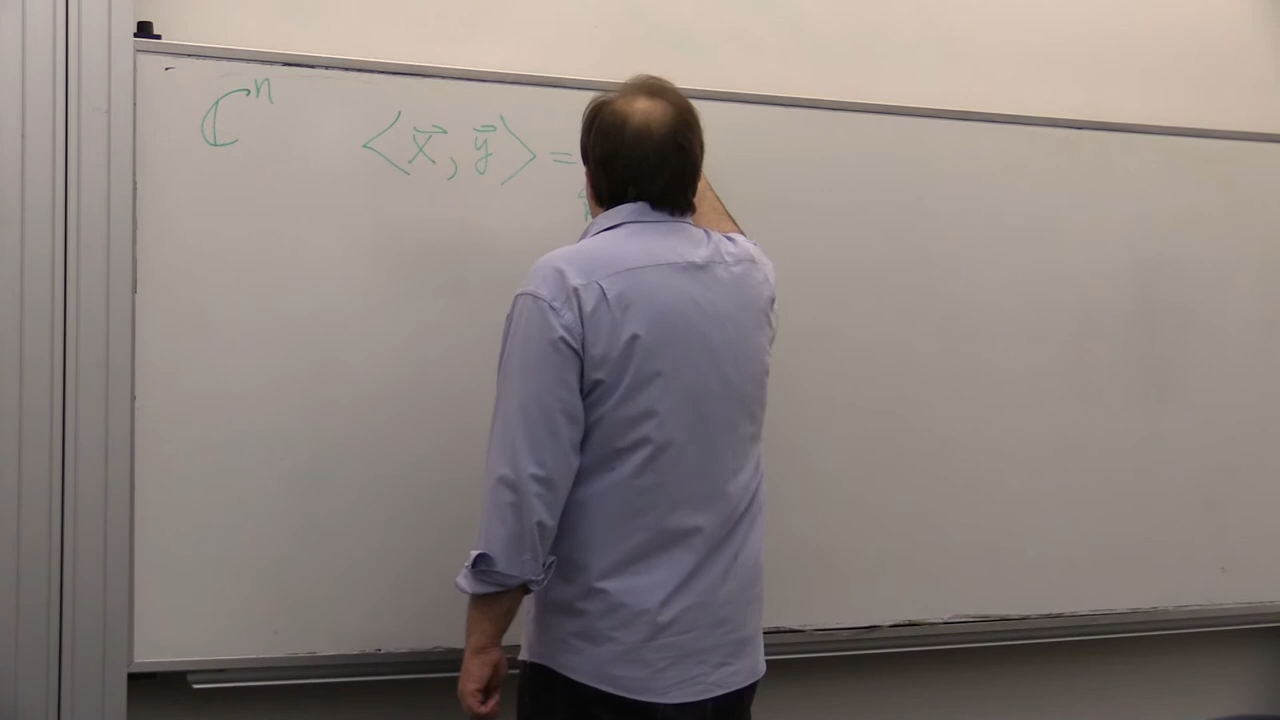 ℂⁿ ⟨x⃗, y⃗⟩ =